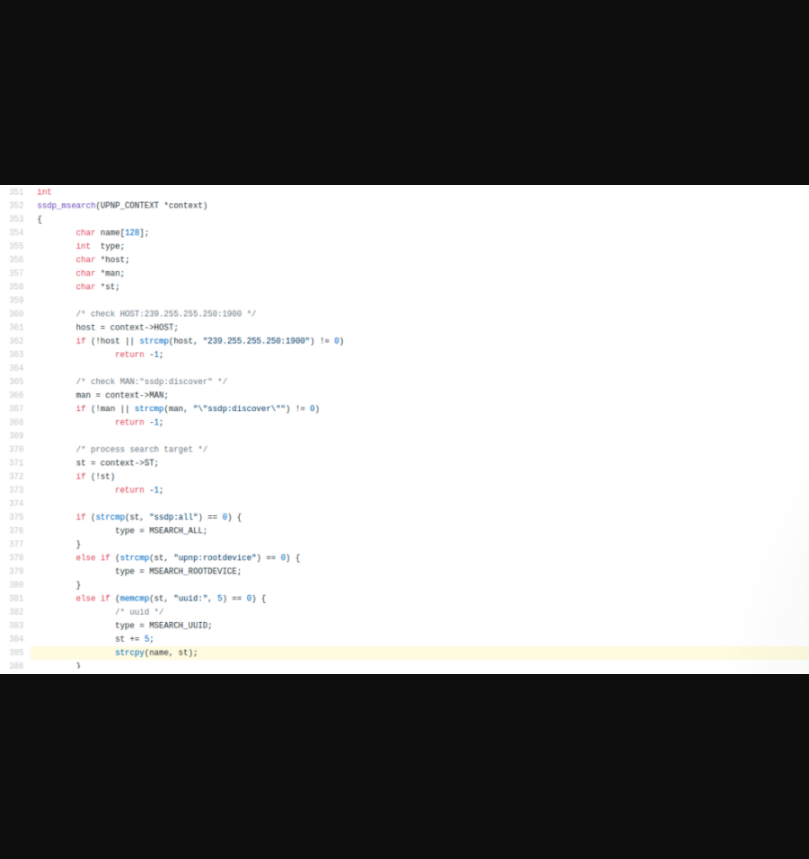 351 int
352 ssdp_msearch(UPNP_CONTEXT *context)
353 {
354 char name[128];
355 int type;
356 char *host;
357 char *man;
358 char *st;
359
360 /* check HOST:239.255.255.250:1900 */
361 host = context->HOST;
362 if (!host || strcmp(host, "239.255.255.250:1900") != 0)
363 return -1;
364
365 /* check MAN:"ssdp:discover" */
366 man = context->MAN;
367 if (!man || strcmp(man, "\"ssdp:discover\"") != 0)
368 return -1;
369
370 /* process search target */
371 st = context->ST;
372 if (!st)
373 return -1;
374
375 if (strcmp(st, "ssdp:all") == 0) {
376 type = MSEARCH_ALL;
377 }
378 else if (strcmp(st, "upnp:rootdevice") == 0) {
379 type = MSEARCH_ROOTDEVICE;
380 }
381 else if (memcmp(st, "uuid:", 5) == 0) {
382 /* uuid */
383 type = MSEARCH_UUID;
384 st += 5;
385 strcpy(name, st);
386 }